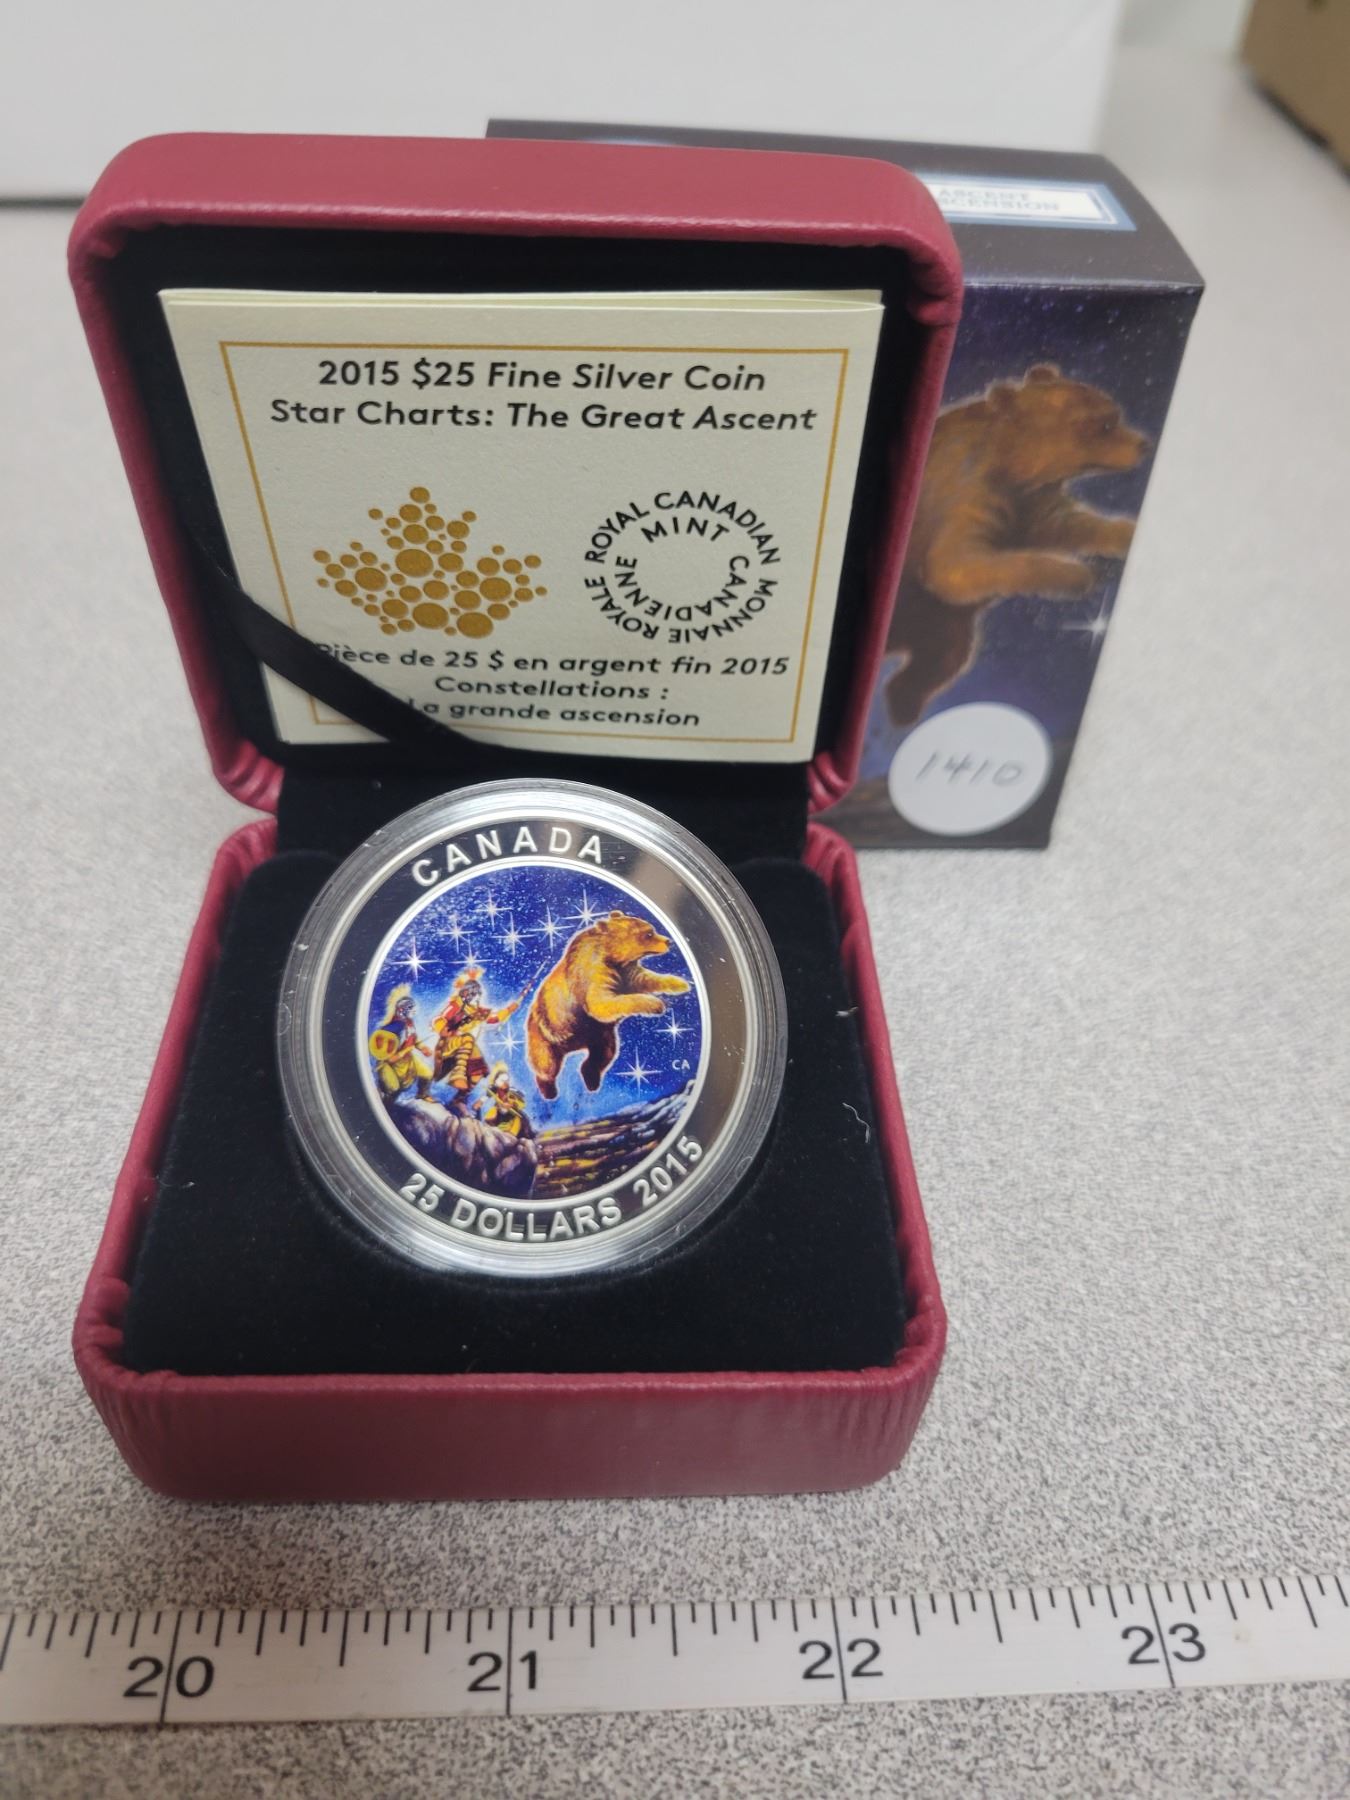 ASCENT
2015 $25 Fine Silver Coin
Star Charts: The Great Ascent
ROYAL CANADIAN MINT
MONNAIE ROYALE CANADIENNE
Pièce de 25 $ en argent fin 2015
Constellations :
La grande ascension
1410
CANADA
CA
25 DOLLARS 2015
20 21 22 23